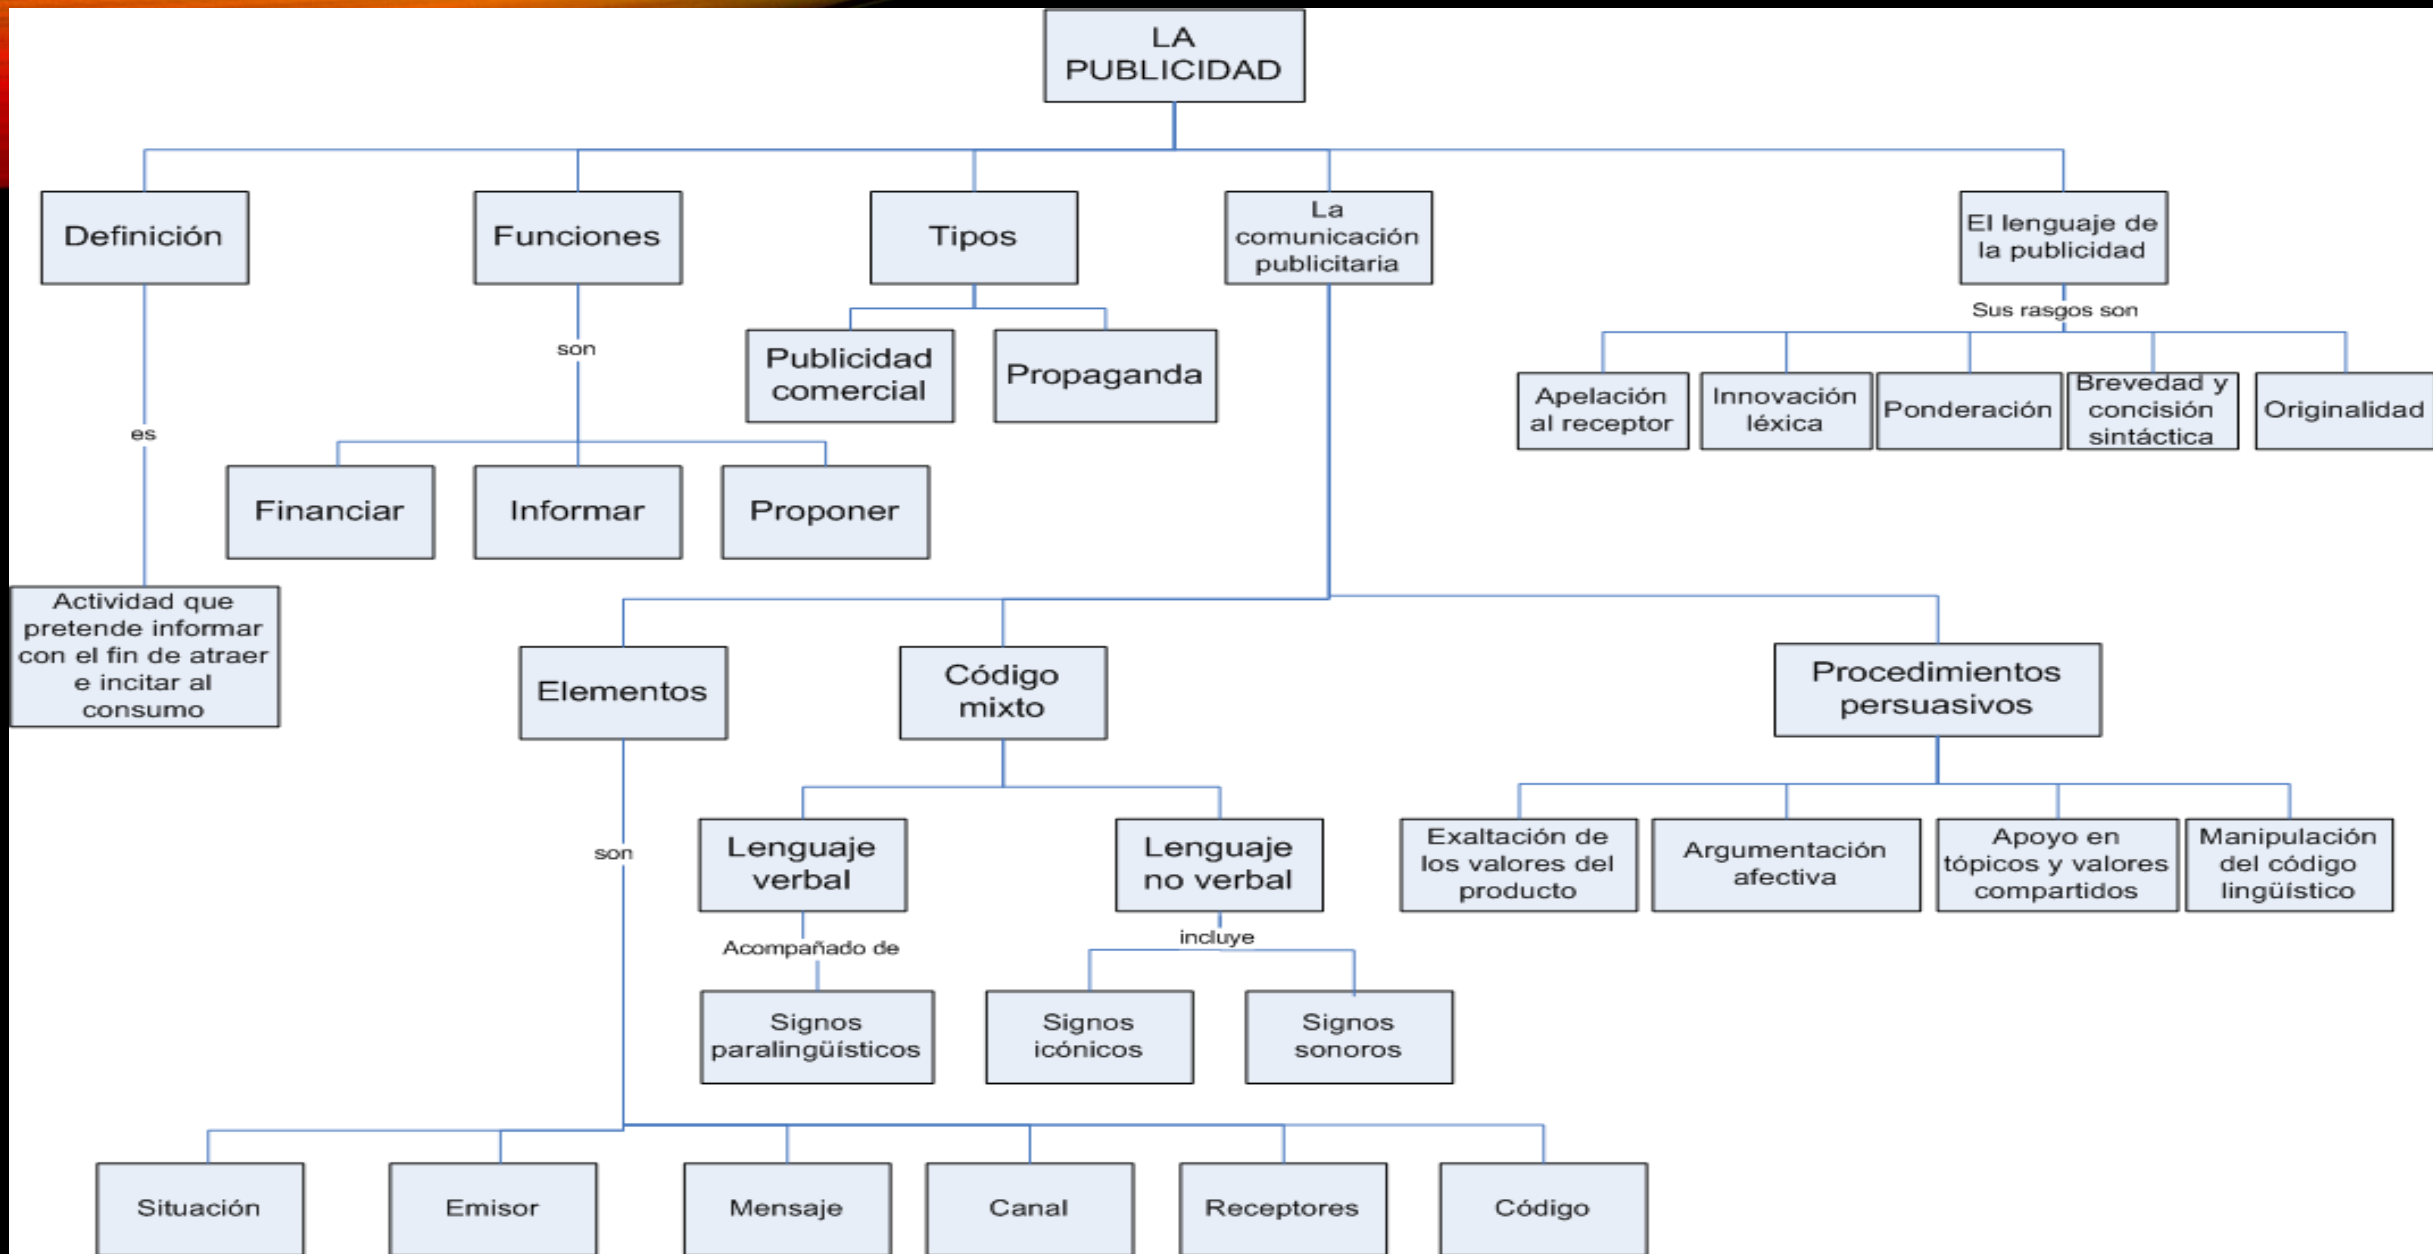 LA
PUBLICIDAD
Definición
Funciones
Tipos
La
comunicación
publicitaria
El lenguaje de
la publicidad
Sus rasgos son
son
es
Publicidad
comercial
Propaganda
Apelación
al receptor
Innovación
léxica
Ponderación
Brevedad y
concisión
sintáctica
Originalidad
Financiar
Informar
Proponer
Actividad que
pretende informar
con el fin de atraer
e incitar al
consumo
Elementos
Código
mixto
Procedimientos
persuasivos
son
Lenguaje
verbal
Lenguaje
no verbal
Exaltación de
los valores del
producto
Argumentación
afectiva
Apoyo en
tópicos y valores
compartidos
Manipulación
del código
lingüístico
Acompañado de
incluye
Signos
paralingüísticos
Signos
icónicos
Signos
sonoros
Situación
Emisor
Mensaje
Canal
Receptores
Código